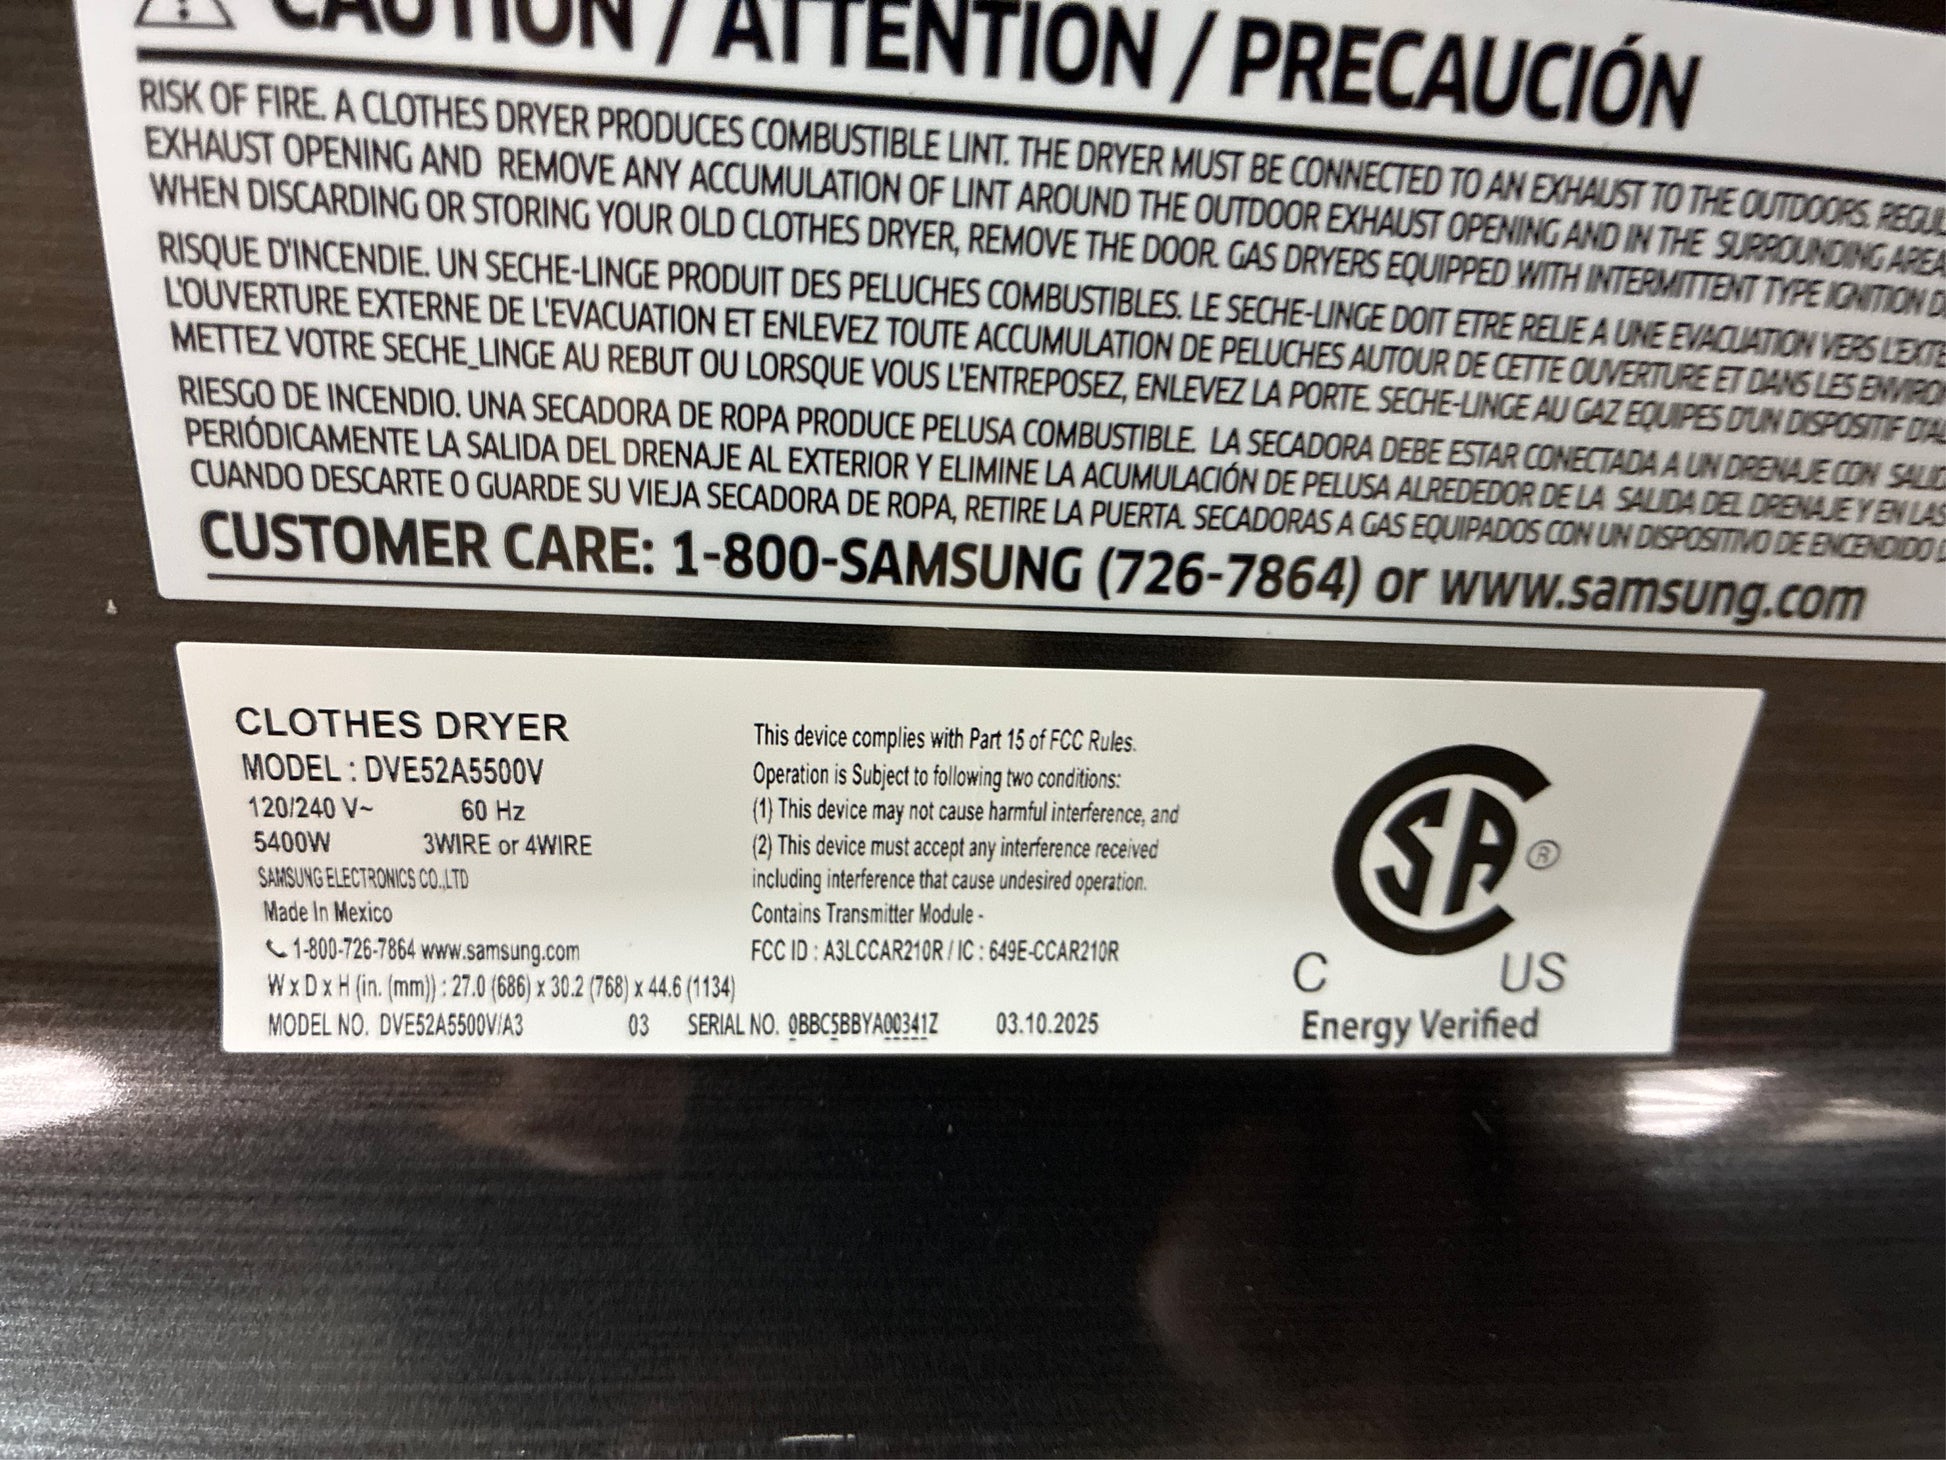 CAUTION / ATTENTION / PRECAUCIÓN
RISK OF FIRE. A CLOTHES DRYER PRODUCES COMBUSTIBLE LINT. THE DRYER MUST BE CONNECTED TO AN EXHAUST TO THE OUTDOORS.
EXHAUST OPENING AND REMOVE ANY ACCUMULATION OF LINT AROUND THE OUTDOOR EXHAUST OPENING AND IN THE SURROUNDING
WHEN DISCARDING OR STORING YOUR OLD CLOTHES DRYER, REMOVE THE DOOR. GAS DRYERS EQUIPPED WITH INTERMITTENT TYPE IGNITION
RISQUE D'INCENDIE. UN SECHE-LINGE PRODUIT DES PELUCHES COMBUSTIBLES. LE SECHE-LINGE DOIT ETRE RELIE A UNE EVACUATION VERS
L'OUVERTURE EXTERNE DE L'EVACUATION ET ENLEVEZ TOUTE ACCUMULATION DE PELUCHES AUTOUR DE CETTE OUVERTURE ET DANS LES
METTEZ VOTRE SECHE_LINGE AU REBUT OU LORSQUE VOUS L'ENTREPOSEZ, ENLEVEZ LA PORTE. SECHE-LINGE AU GAZ EQUIPES D'UN DISPOSITIF
RIESGO DE INCENDIO. UNA SECADORA DE ROPA PRODUCE PELUSA COMBUSTIBLE. LA SECADORA DEBE ESTAR CONECTADA A UN DRENAJE CON
PERIÓDICAMENTE LA SALIDA DEL DRENAJE AL EXTERIOR Y ELIMINE LA ACUMULACIÓN DE PELUSA ALREDEDOR DE LA SALIDA DEL DRENAJE Y EN LAS
CUANDO DESCARTE O GUARDE SU VIEJA SECADORA DE ROPA, RETIRE LA PUERTA. SECADORAS A GAS EQUIPADOS CON UN DISPOSITIVO DE ENCENDIDO
CUSTOMER CARE: 1-800-SAMSUNG (726-7864) or www.samsung.com
CLOTHES DRYER
MODEL : DVE52A5500V
120/240 V~ 60 Hz
5400W 3WIRE or 4WIRE
SAMSUNG ELECTRONICS CO.,LTD
Made In Mexico
1-800-726-7864 www.samsung.com
W x D x H (in. (mm)) : 27.0 (686) x 30.2 (768) x 44.6 (1134)
MODEL NO. DVE52A5500V/A3 03 SERIAL NO. 0BBC5BBYA00341Z 03.10.2025
This device complies with Part 15 of FCC Rules.
Operation is Subject to following two conditions:
(1) This device may not cause harmful interference, and
(2) This device must accept any interference received
including interference that cause undesired operation.
Contains Transmitter Module -
FCC ID : A3LCCAR210R / IC : 649E-CCAR210R
CSA ®
C US
Energy Verified